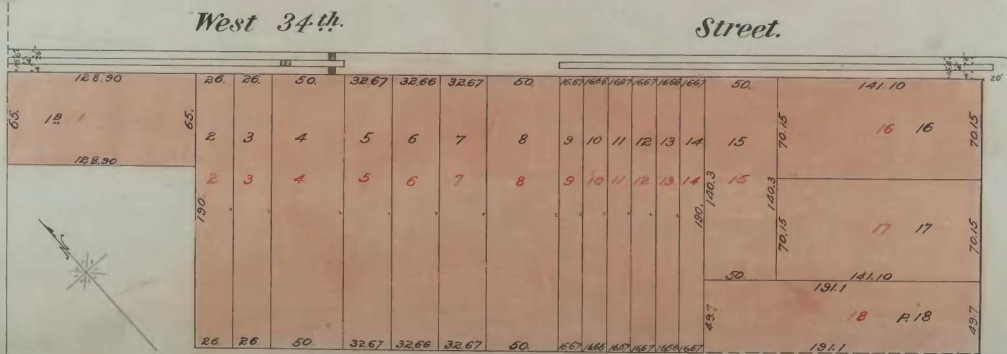 West 34th. Street.
20'
128.90 26. 26. 50. 32.67 32.66 32.67 50. 16.67 16.66 16.67 16.67 16.66 16.67 50. 141.10
65. 1B 1 65. 2 3 4 5 6 7 8 9 10 11 12 13 14 15 70.15 16 16 70.15
128.90
2 3 4 5 6 7 8 9 10 11 12 13 14 15
190. 190. 140.3 140.3
N
70.15 17 17 70.15
50 141.10
191.1
49.7 18 P.18 49.7
26 26. 50. 32.67 32.66 32.67 50. 16.67 16.66 16.67 16.67 16.66 16.67 191.1